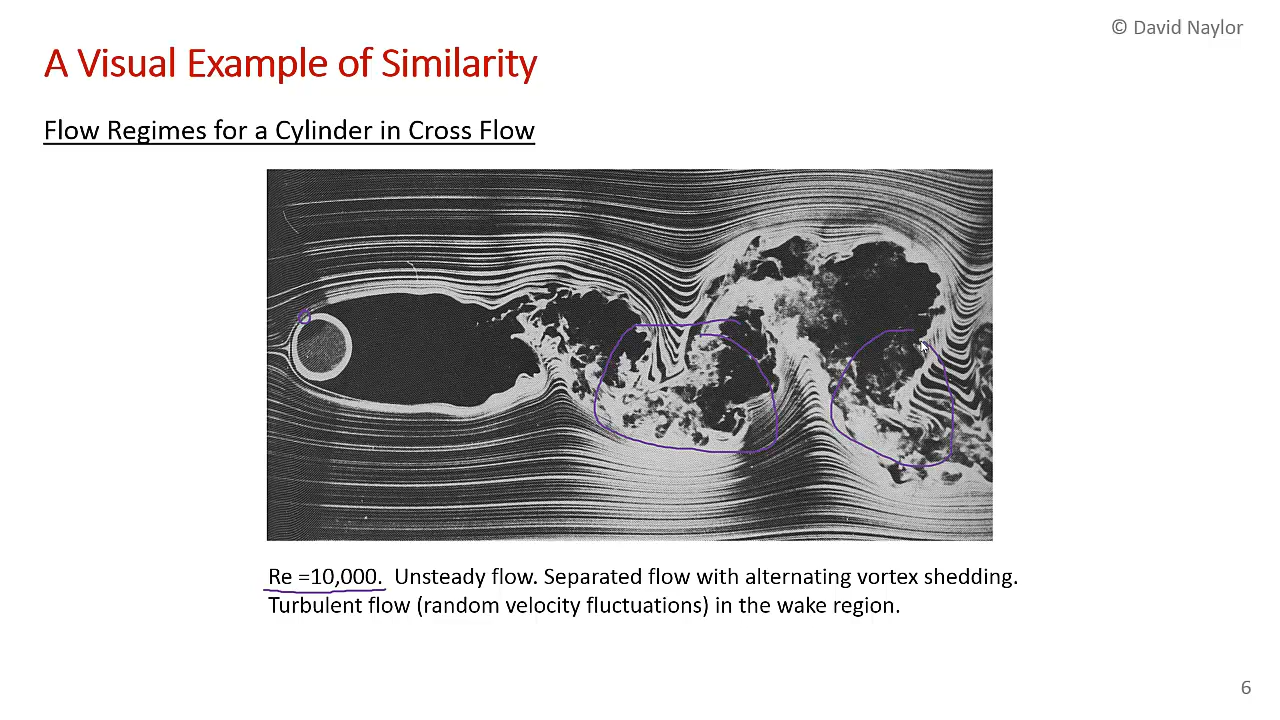 © David Naylor
A Visual Example of Similarity
Flow Regimes for a Cylinder in Cross Flow
Re =10,000. Unsteady flow. Separated flow with alternating vortex shedding.
Turbulent flow (random velocity fluctuations) in the wake region.
6